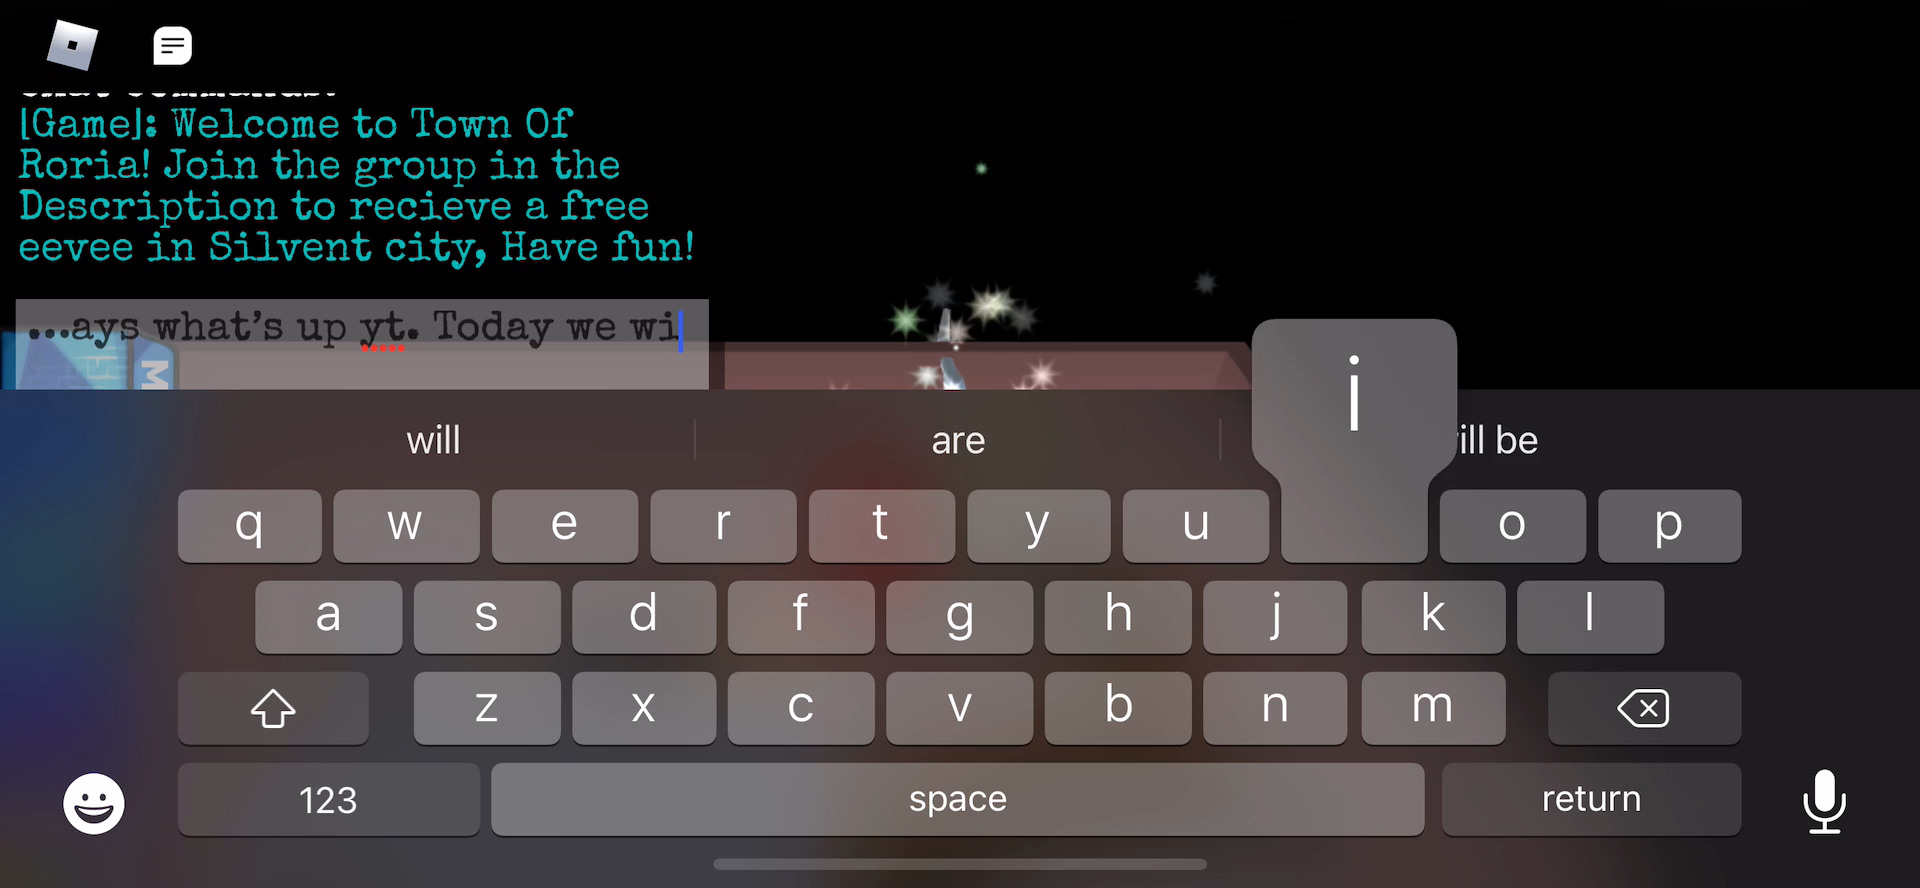 [Game]: Welcome to Town Of
Roria! Join the group in the
Description to recieve a free
eevee in Silvent city, Have fun!
...ays what's up yt. Today we wi
M
will
are
ill be
i
q w e r t y u o p
a s d f g h j k l
z x c v b n m
123
space
return